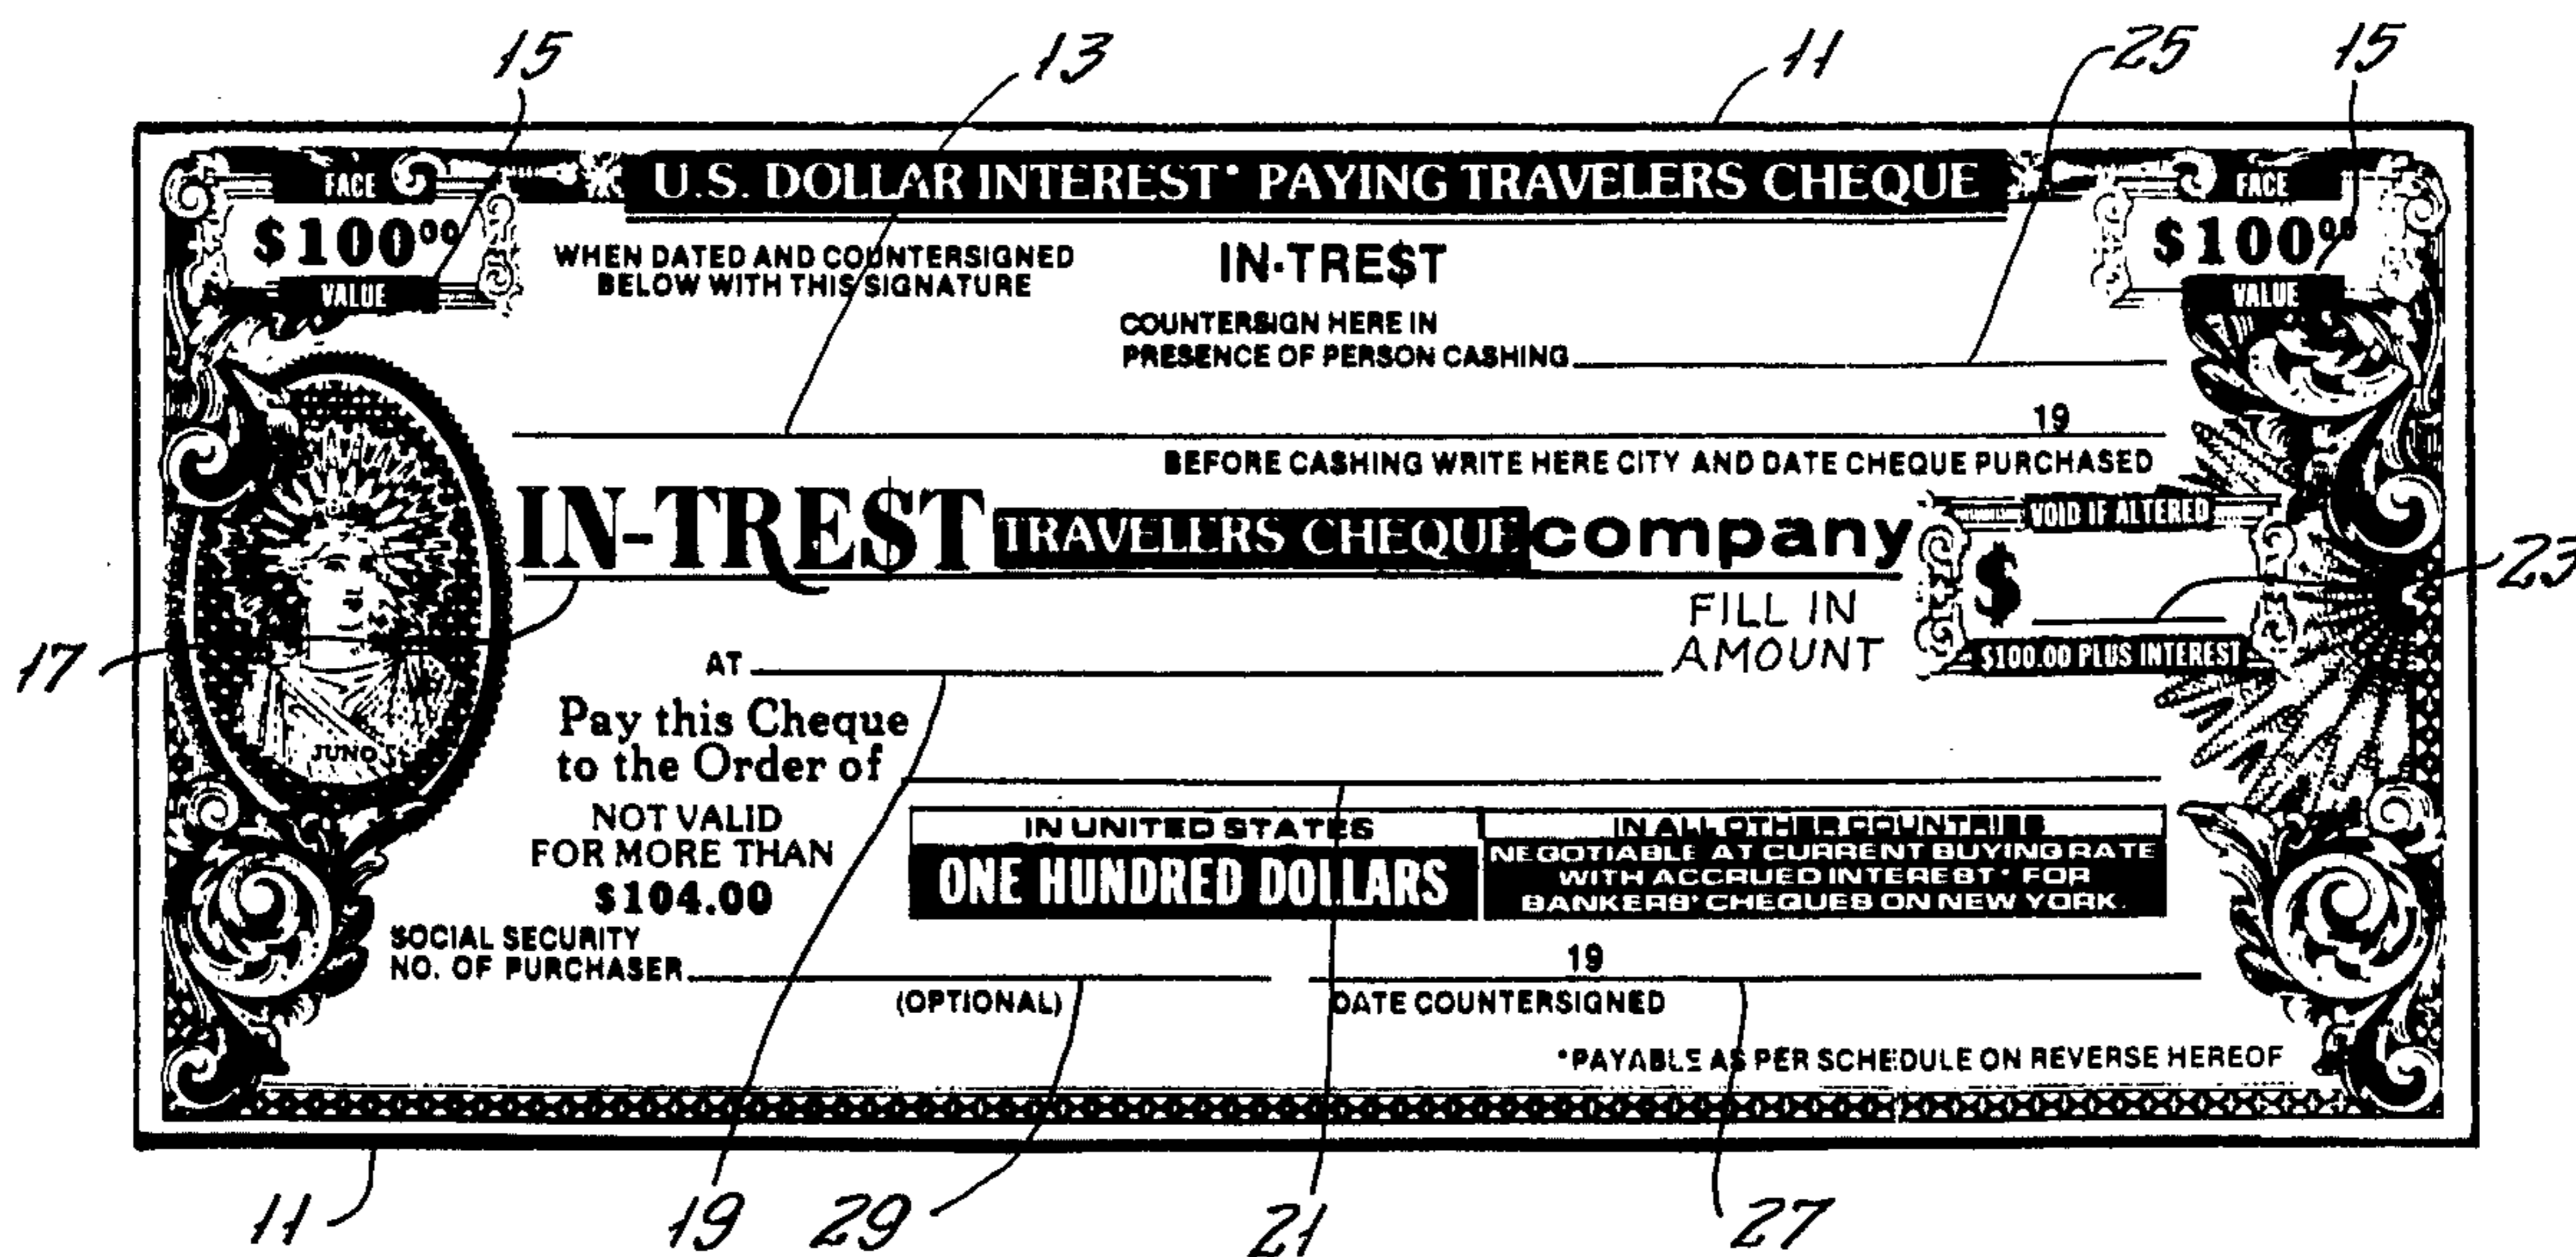 15 13 11 25 15
U.S. DOLLAR INTEREST* PAYING TRAVELERS CHEQUE
FACE
$100⁰⁰
VALUE
FACE
$100⁰⁰
VALUE
WHEN DATED AND COUNTERSIGNED
BELOW WITH THIS SIGNATURE
IN-TRE$T
COUNTERSIGN HERE IN
PRESENCE OF PERSON CASHING
19
BEFORE CASHING WRITE HERE CITY AND DATE CHEQUE PURCHASED
IN-TRE$T TRAVELERS CHEQUE company
VOID IF ALTERED
$
$100.00 PLUS INTEREST
23
FILL IN
AMOUNT
17
AT
JUNO
Pay this Cheque
to the Order of
NOT VALID
FOR MORE THAN
$104.00
IN UNITED STATES
ONE HUNDRED DOLLARS
IN ALL OTHER COUNTRIES
NEGOTIABLE AT CURRENT BUYING RATE
WITH ACCRUED INTEREST* FOR
BANKERS' CHEQUES ON NEW YORK.
SOCIAL SECURITY
NO. OF PURCHASER
(OPTIONAL)
19
DATE COUNTERSIGNED
*PAYABLE AS PER SCHEDULE ON REVERSE HEREOF
11 19 29 21 27